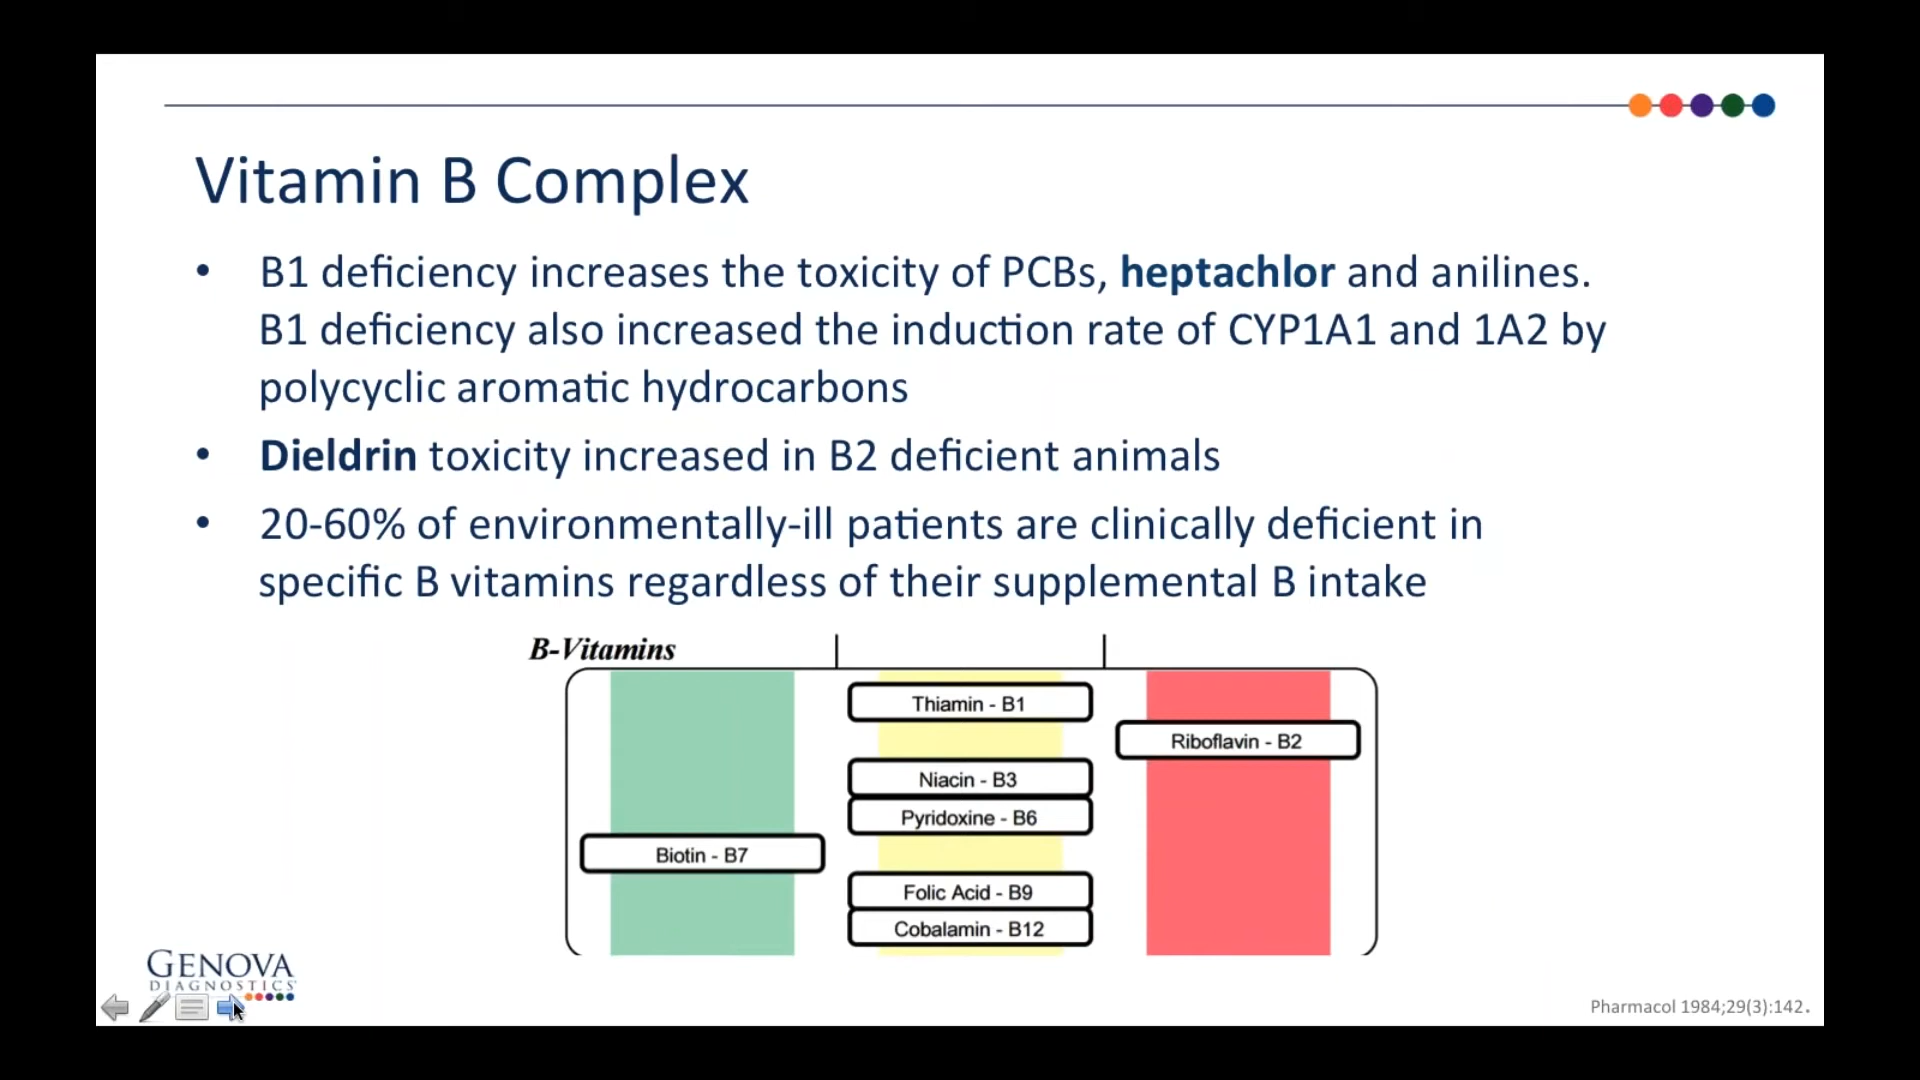 Vitamin B Complex
• B1 deficiency increases the toxicity of PCBs, heptachlor and anilines.
B1 deficiency also increased the induction rate of CYP1A1 and 1A2 by
polycyclic aromatic hydrocarbons
• Dieldrin toxicity increased in B2 deficient animals
• 20-60% of environmentally-ill patients are clinically deficient in
specific B vitamins regardless of their supplemental B intake
B-Vitamins
Thiamin - B1
Riboflavin - B2
Niacin - B3
Pyridoxine - B6
Biotin - B7
Folic Acid - B9
Cobalamin - B12
GENOVA
DIAGNOSTICS
Pharmacol 1984;29(3):142.